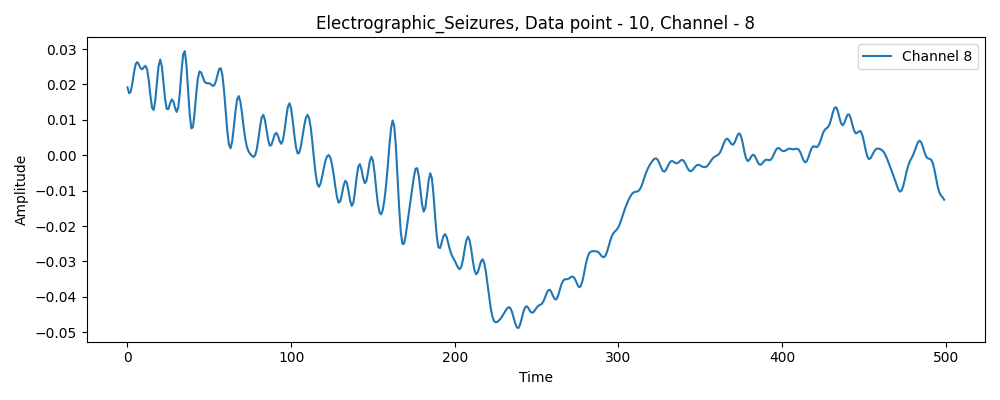 Electrographic_Seizures, Data point - 10, Channel - 8
Channel 8
0.03
0.02
0.01
0.00
−0.01
−0.02
−0.03
−0.04
−0.05
Amplitude
0 100 200 300 400 500
Time